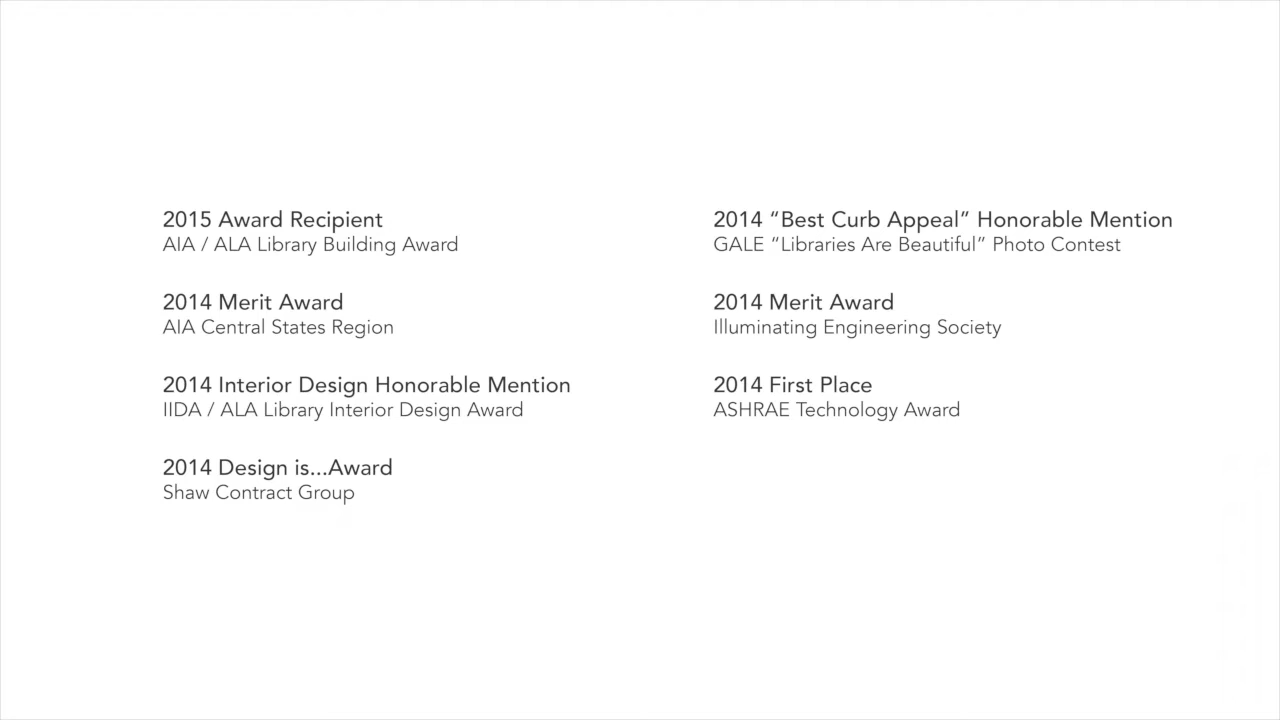 2015 Award Recipient
AIA / ALA Library Building Award
2014 Merit Award
AIA Central States Region
2014 Interior Design Honorable Mention
IIDA / ALA Library Interior Design Award
2014 Design is...Award
Shaw Contract Group
2014 “Best Curb Appeal” Honorable Mention
GALE “Libraries Are Beautiful” Photo Contest
2014 Merit Award
Illuminating Engineering Society
2014 First Place
ASHRAE Technology Award